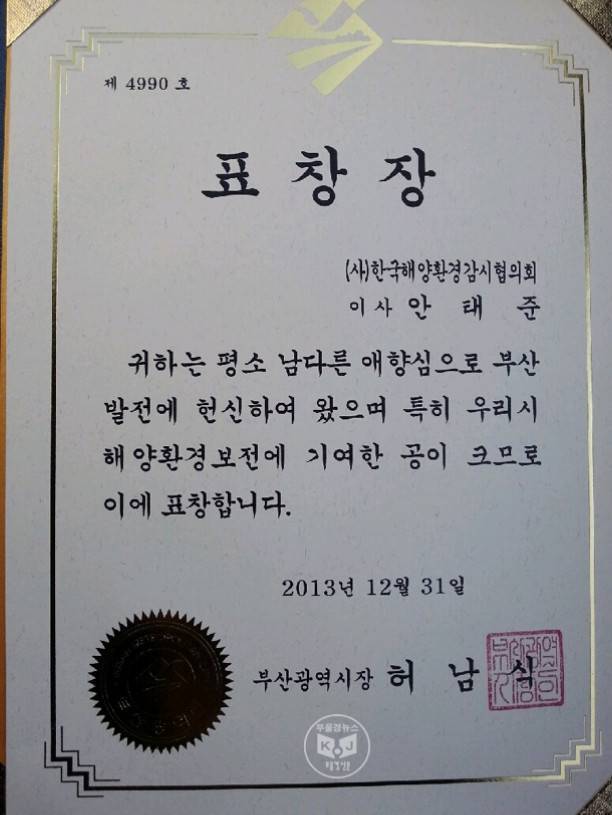 제 4990 호
표 창 장
(사)한국해양환경감시협의회
이사 안 태 준
귀하는 평소 남다른 애향심으로 부산
발전에 헌신하여 왔으며 특히 우리시
해양환경보전에 기여한 공이 크므로
이에 표창합니다.
2013년 12월 31일
부산광역시장 허 남 식
부울경뉴스
K J